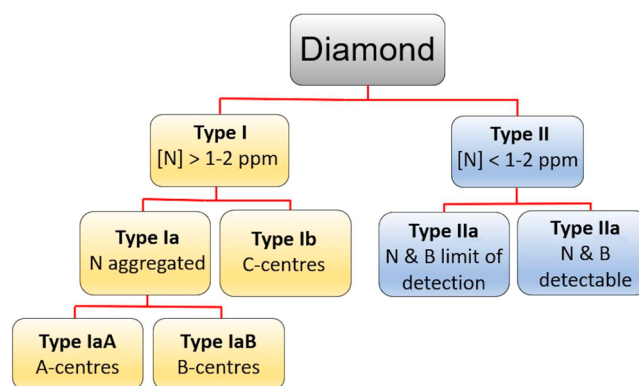 Diamond
Type I
[N] > 1-2 ppm
Type II
[N] < 1-2 ppm
Type Ia
N aggregated
Type Ib
C-centres
Type IIa
N & B limit of
detection
Type IIa
N & B
detectable
Type IaA
A-centres
Type IaB
B-centres